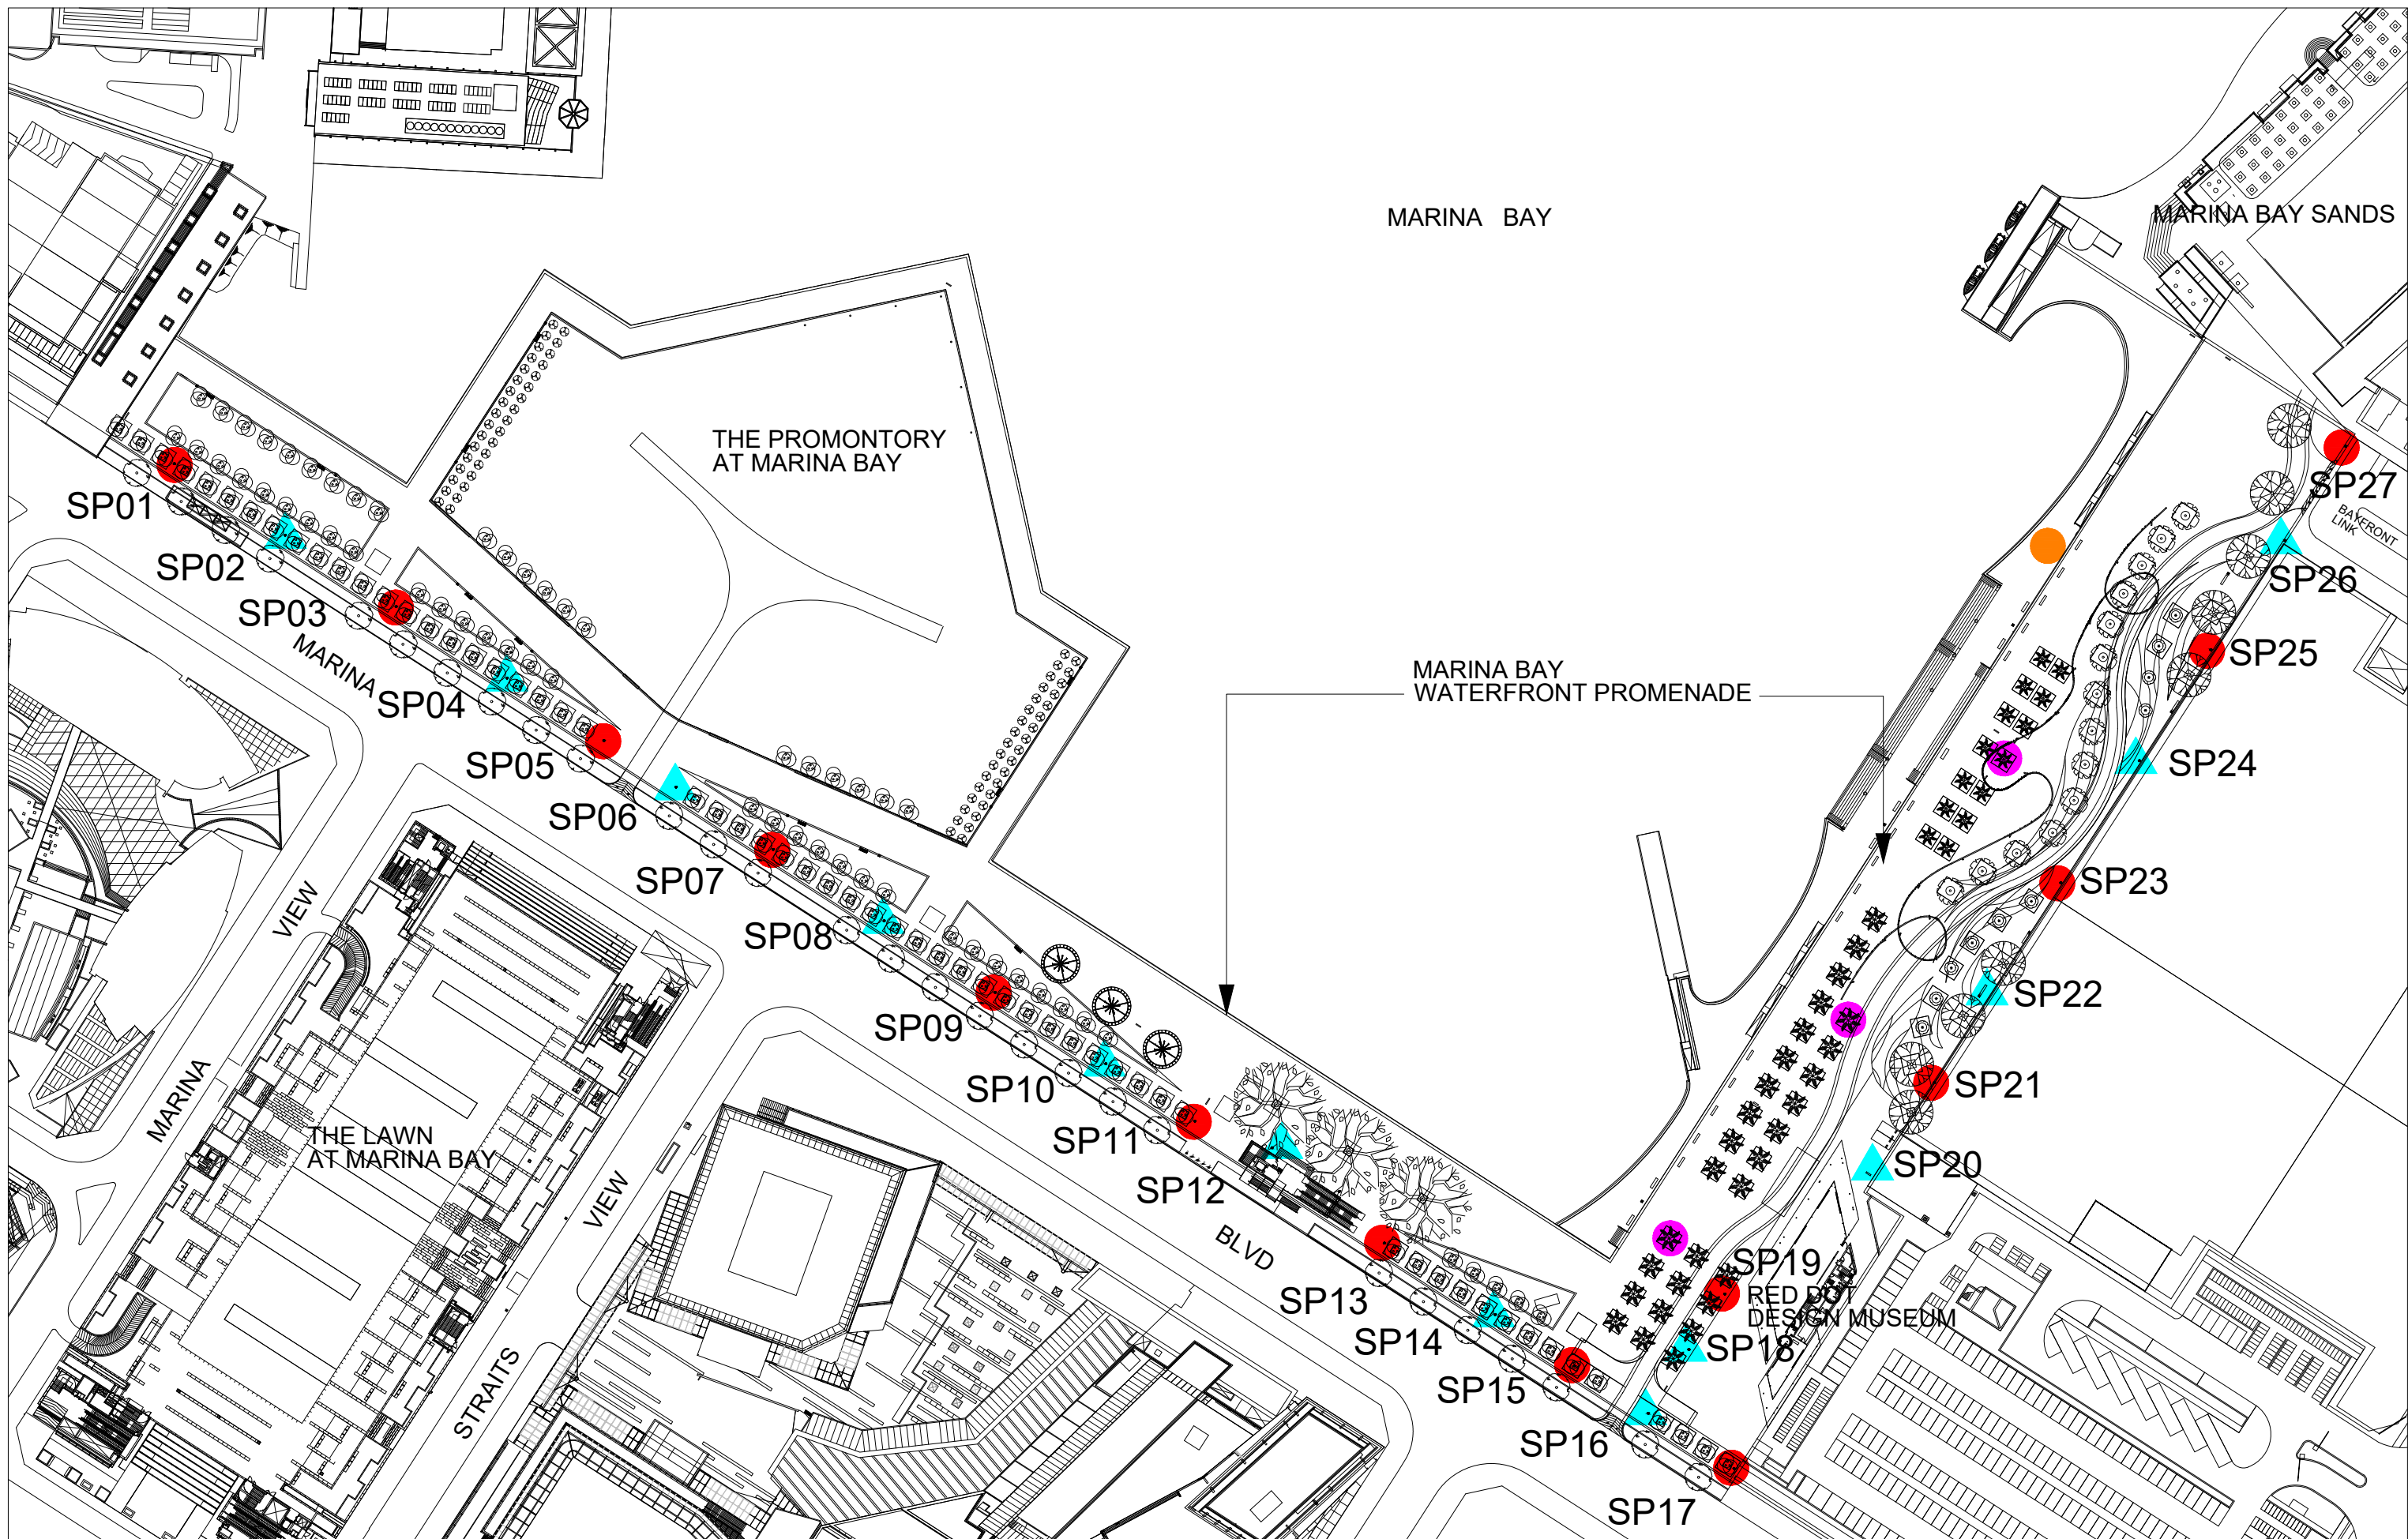 MARINA BAY
MARINA BAY SANDS
THE PROMONTORY
AT MARINA BAY
SP01
SP02
SP03
MARINA
SP04
SP05
SP06
SP07
SP08
SP09
SP10
SP11
SP12
BLVD
SP13
SP14
SP15
SP16
SP17
SP18
SP19
RED DOT
DESIGN MUSEUM
SP20
SP21
SP22
SP23
SP24
SP25
SP26
SP27
BAYFRONT
LINK
MARINA BAY
WATERFRONT PROMENADE
MARINA
VIEW
THE LAWN
AT MARINA BAY
STRAITS
VIEW